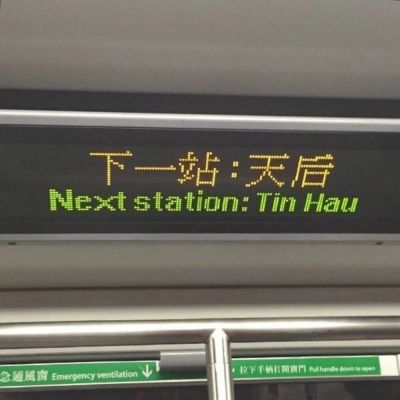 下一站:天后
Next station: Tin Hau
急通風窗 Emergency ventilation
拉下手柄打開窗門 Pull handle down to open